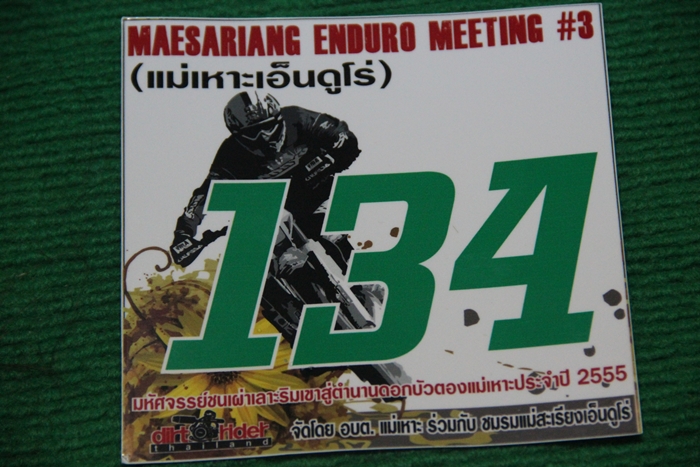 MAESARIANG ENDURO MEETING #3
(แม่เหาะเอ็นดูโร่)
134
มหัศจรรย์ชนเผ่าเลาะริมเขาสู่ตำนานดอกบัวตองแม่เหาะประจำปี 2555
dirt rider
thailand
จัดโดย อบต. แม่เหาะ ร่วมกับ ชมรมแม่สะเรียงเอ็นดูโร่